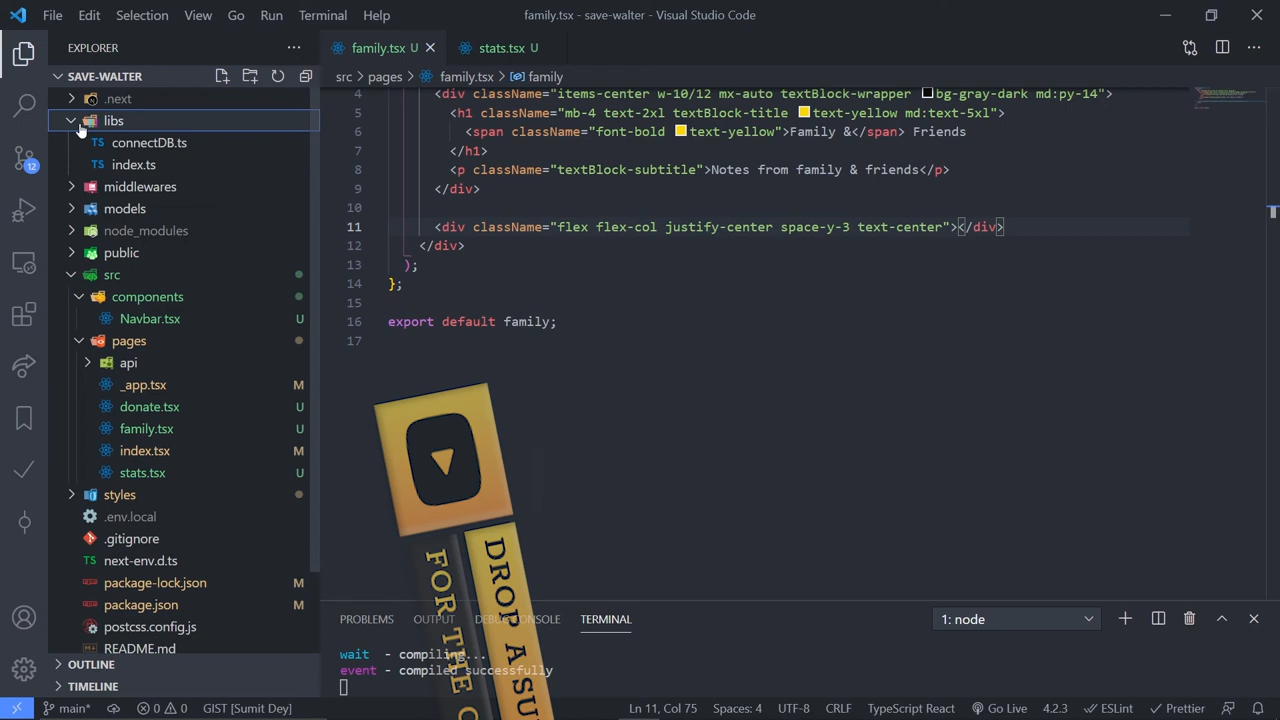 File Edit Selection View Go Run Terminal Help family.tsx - save-walter - Visual Studio Code
EXPLORER
family.tsx U
stats.tsx U
SAVE-WALTER
src pages family.tsx family
.next
libs
connectDB.ts
index.ts
middlewares
models
node_modules
public
src
components
Navbar.tsx U
pages
api
_app.tsx M
donate.tsx U
family.tsx U
index.tsx M
stats.tsx U
styles
.env.local
.gitignore
next-env.d.ts
package-lock.json M
package.json M
postcss.config.js
README.md
OUTLINE
TIMELINE
12
4 <div className="items-center w-10/12 mx-auto textBlock-wrapper bg-gray-dark md:py-14">
5 <h1 className="mb-4 text-2xl textBlock-title text-yellow md:text-5xl">
6 <span className="font-bold text-yellow">Family &</span> Friends
7 </h1>
8 <p className="textBlock-subtitle">Notes from family & friends</p>
9 </div>
10
11 <div className="flex flex-col justify-center space-y-3 text-center"></div>
12 </div>
13 );
14 };
15
16 export default family;
17
DROP A SU
FOR THE
PROBLEMS OUTPUT DEBUG CONSOLE TERMINAL
1: node
wait - compiling...
event - compiled successfully
main* 0 0 GIST [Sumit Dey] Ln 11, Col 75 Spaces: 4 UTF-8 CRLF TypeScript React Go Live 4.2.3 ESLint Prettier